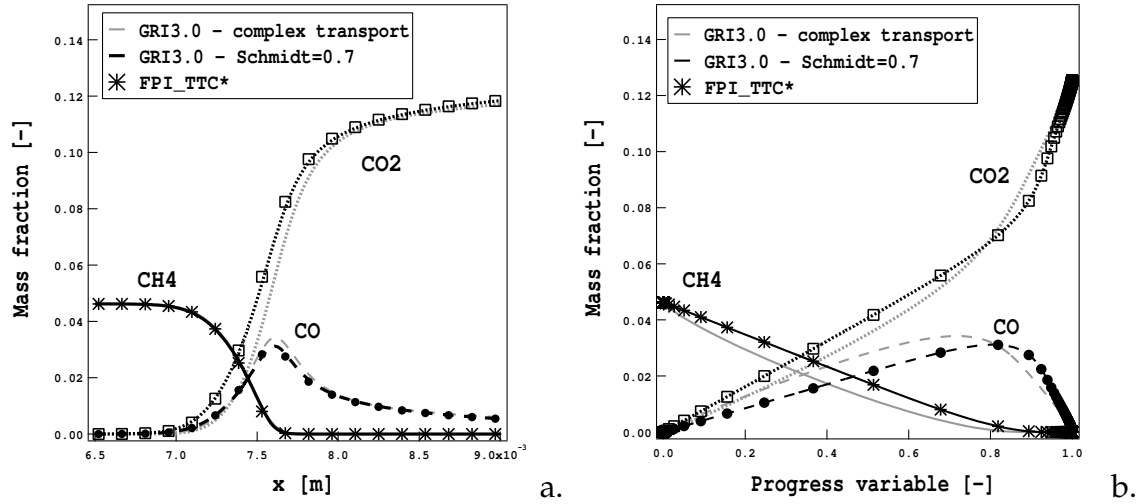 GRI3.0 - complex transport
GRI3.0 - Schmidt=0.7
FPI_TTC*
0.14
0.12
0.10
0.08
0.06
0.04
0.02
0.00
Mass fraction [-]
CO2
CH4
CO
6.5
7.0
7.5
8.0
8.5
9.0x10⁻³
x [m]
a.
GRI3.0 - complex transport
GRI3.0 - Schmidt=0.7
FPI_TTC*
0.14
0.12
0.10
0.08
0.06
0.04
0.02
0.00
Mass fraction [-]
CO2
CH4
CO
0.0
0.2
0.4
0.6
0.8
1.0
Progress variable [-]
b.